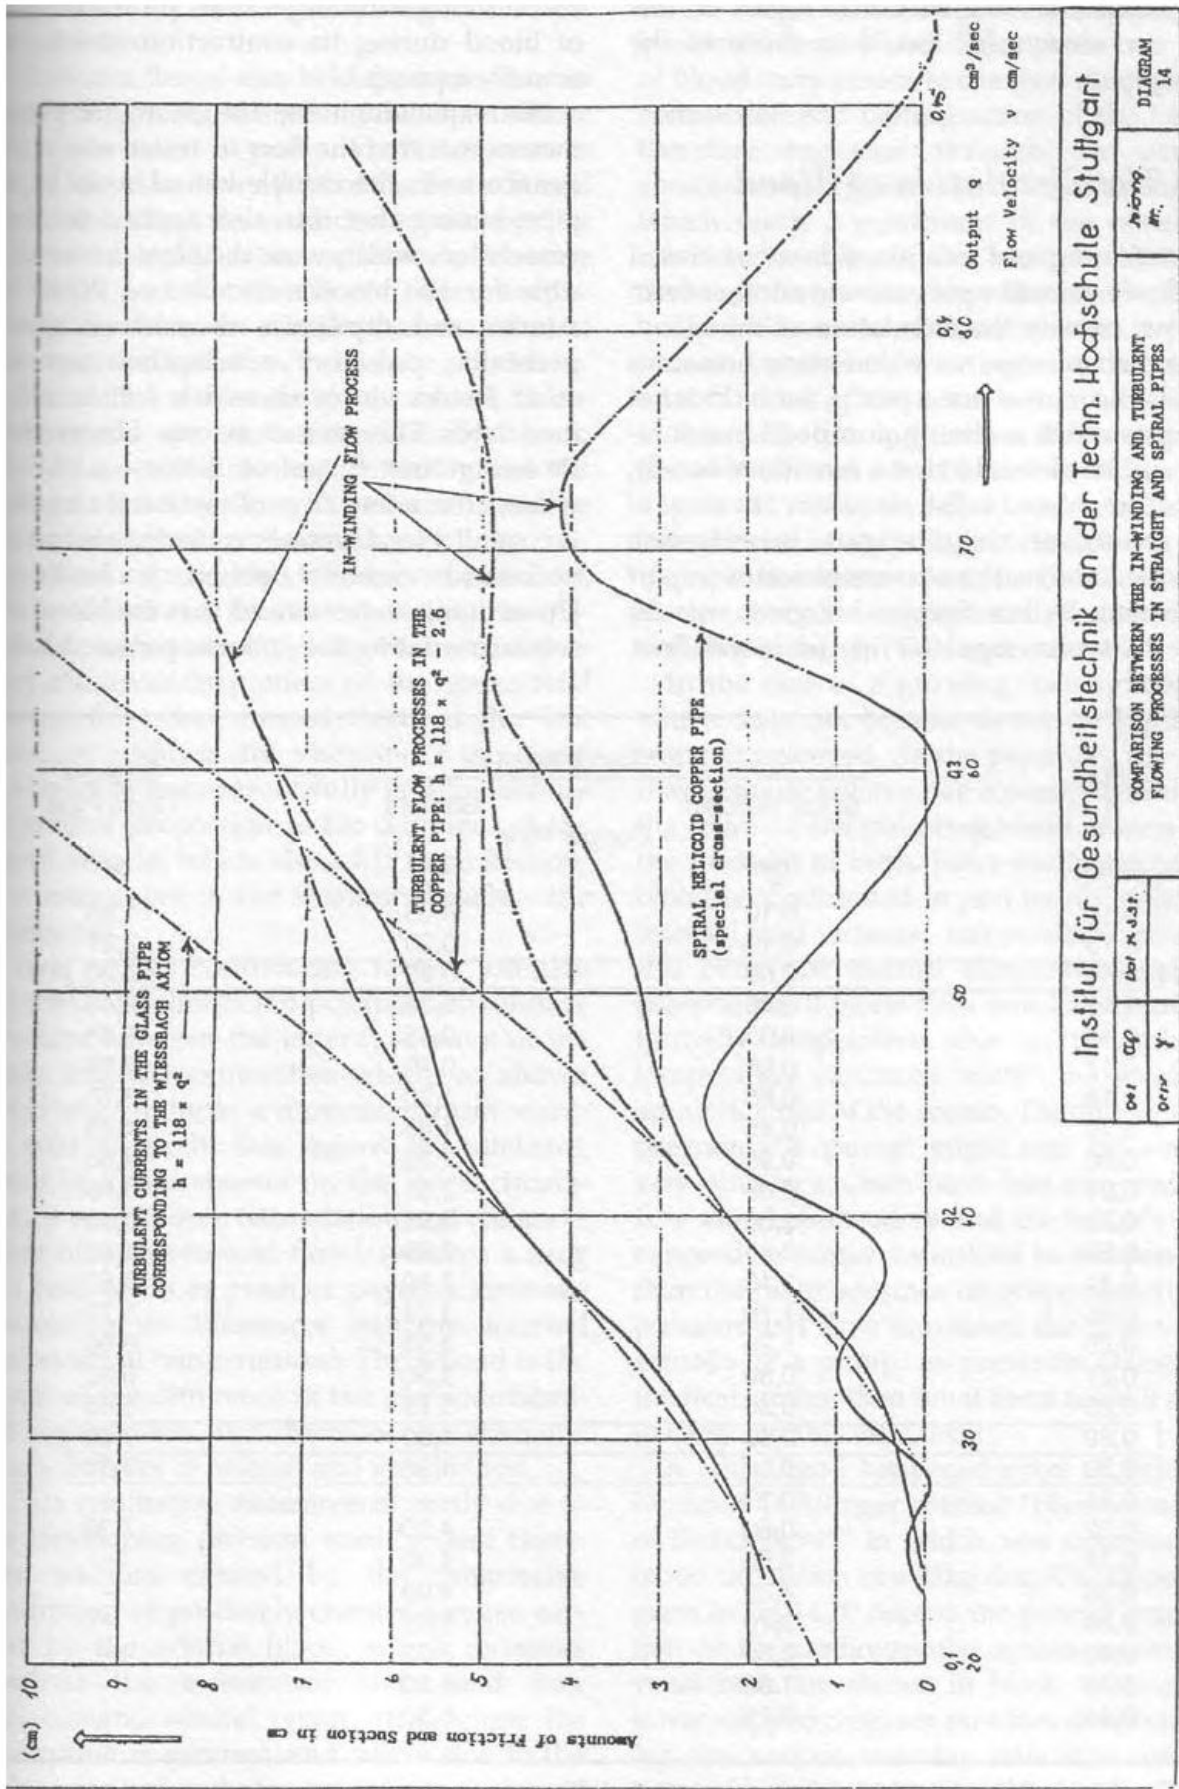 (cm)
10
9
8
7
6
5
4
3
2
1
0
Amounts of Friction and Suction in cm
TURBULENT CURRENTS IN THE GLASS PIPE
CORRESPONDING TO THE WIESSBACH AXIOM
h = 118 x q²
TURBULENT FLOW PROCESSES IN THE
COPPER PIPE: h = 118 x q² - 2.6
IN-WINDING FLOW PROCESS
SPIRAL HELICOID COPPER PIPE
(special cross-section)
0,1 0,2 0,3 0,4 0,45
20 30 40 50 60 70 80
Output q cm³/sec
Flow Velocity cm/sec
Institut für Gesundheitstechnik an der Techn. Hochschule Stuttgart
COMPARISON BETWEEN THE IN-WINDING AND TURBULENT
FLOWING PROCESSES IN STRAIGHT AND SPIRAL PIPES
DIAGRAM
14